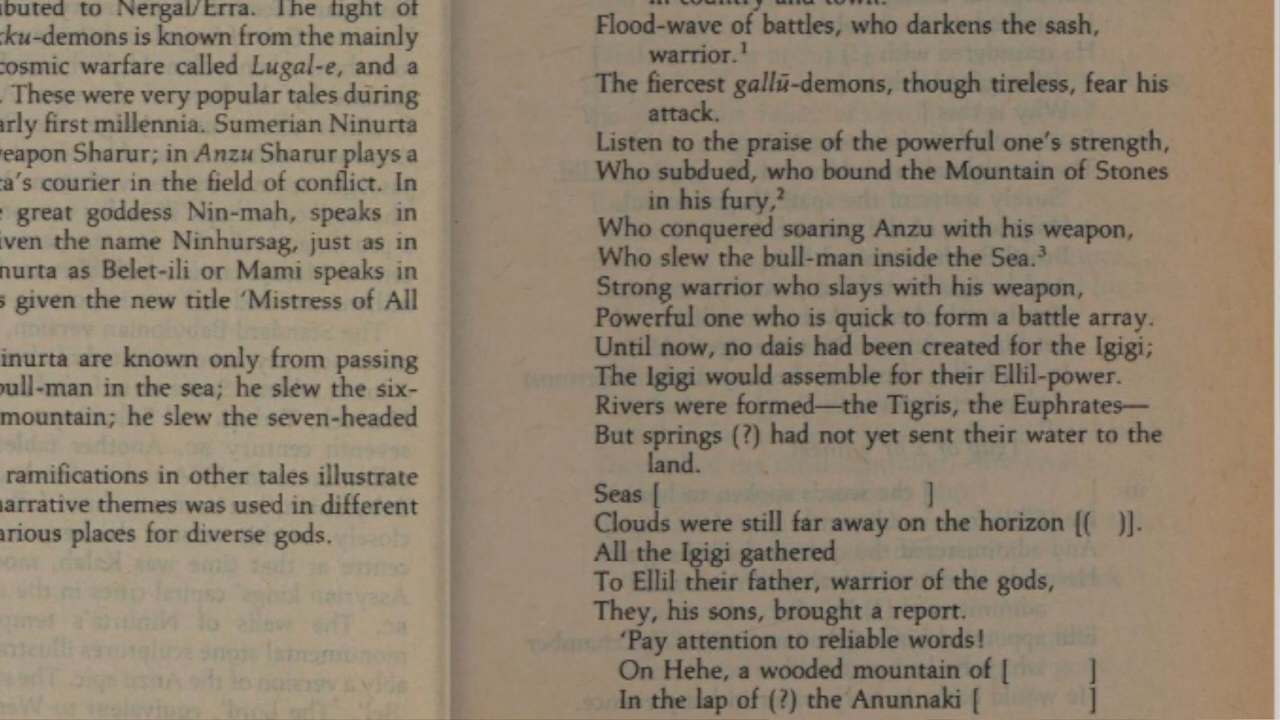 ibuted to Nergal/Erra. The fight of
kku-demons is known from the mainly
cosmic warfare called Lugal-e, and a
. These were very popular tales during
arly first millennia. Sumerian Ninurta
weapon Sharur; in Anzu Sharur plays a
ta's courier in the field of conflict. In
e great goddess Nin-mah, speaks in
iven the name Ninhursag, just as in
nurta as Belet-ili or Mami speaks in
s given the new title 'Mistress of All
inurta are known only from passing
bull-man in the sea; he slew the six-
mountain; he slew the seven-headed
ramifications in other tales illustrate
narrative themes was used in different
arious places for diverse gods.
in country and town.
Flood-wave of battles, who darkens the sash,
warrior.¹
The fiercest gallū-demons, though tireless, fear his
attack.
Listen to the praise of the powerful one's strength,
Who subdued, who bound the Mountain of Stones
in his fury,²
Who conquered soaring Anzu with his weapon,
Who slew the bull-man inside the Sea.³
Strong warrior who slays with his weapon,
Powerful one who is quick to form a battle array.
Until now, no dais had been created for the Igigi;
The Igigi would assemble for their Ellil-power.
Rivers were formed—the Tigris, the Euphrates—
But springs (?) had not yet sent their water to the
land.
Seas [ ]
Clouds were still far away on the horizon [( )].
All the Igigi gathered
To Ellil their father, warrior of the gods,
They, his sons, brought a report.
'Pay attention to reliable words!
On Hehe, a wooded mountain of [ ]
In the lap of (?) the Anunnaki [ ]